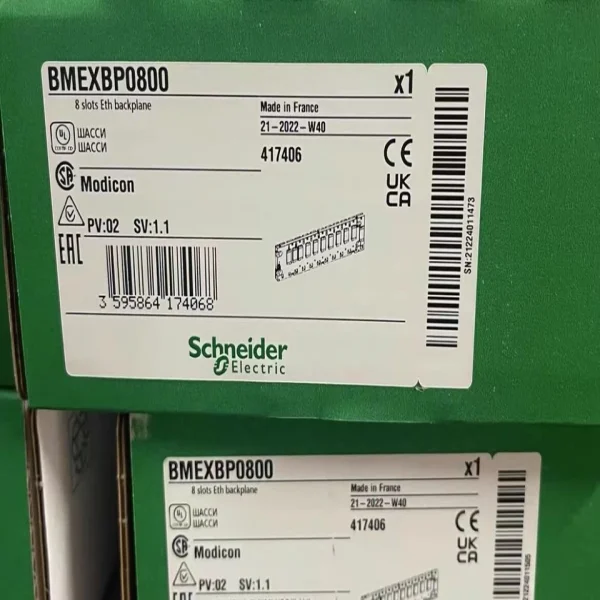 BMEXBP0800 x1
8 slots Eth backplane
Made in France
21-2022-W40
ШАССИ
ШАССИ
417406
CE
UK
CA
Modicon
PV:02 SV:1.1
EAC
3 595864 174068
Schneider
Electric
SN:21224011473
BMEXBP0800 x1
8 slots Eth backplane
Made in France
21-2022-W40
ШАССИ
ШАССИ
417406
CE
UK
CA
Modicon
PV:02 SV:1.1